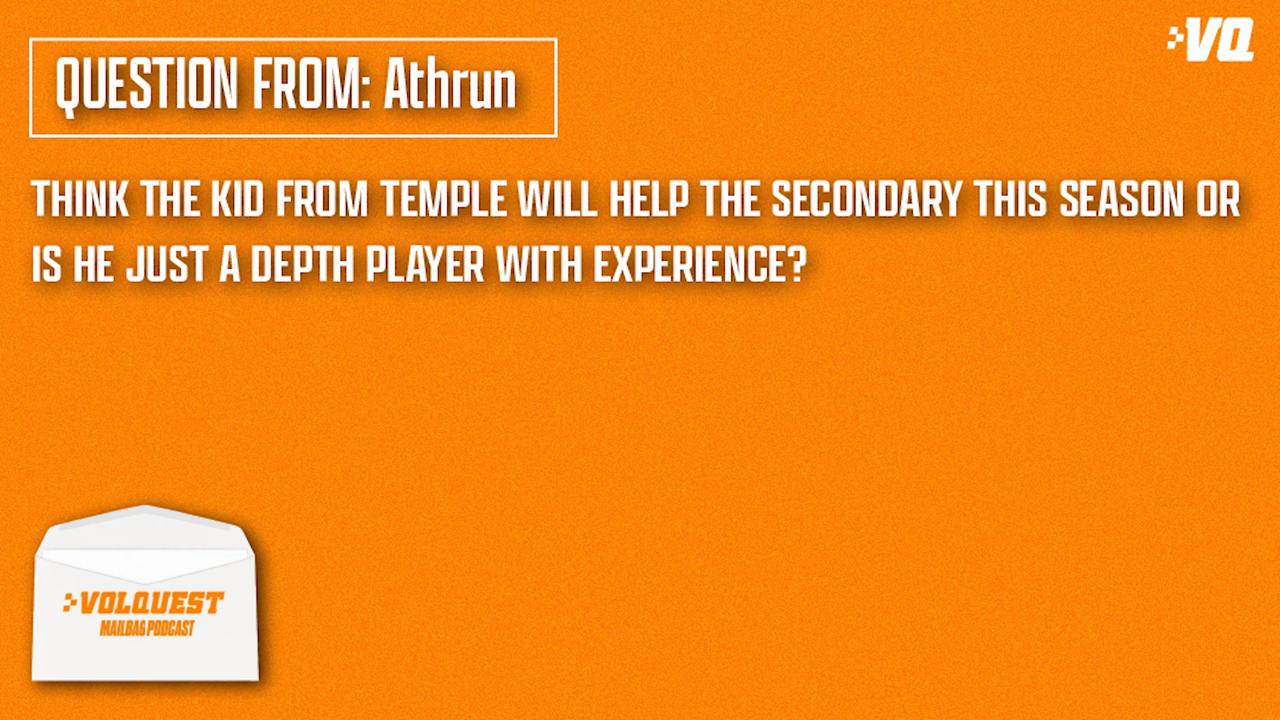 VQ
QUESTION FROM: Athrun
THINK THE KID FROM TEMPLE WILL HELP THE SECONDARY THIS SEASON OR
IS HE JUST A DEPTH PLAYER WITH EXPERIENCE?
VOLQUEST
MAILBAG PODCAST